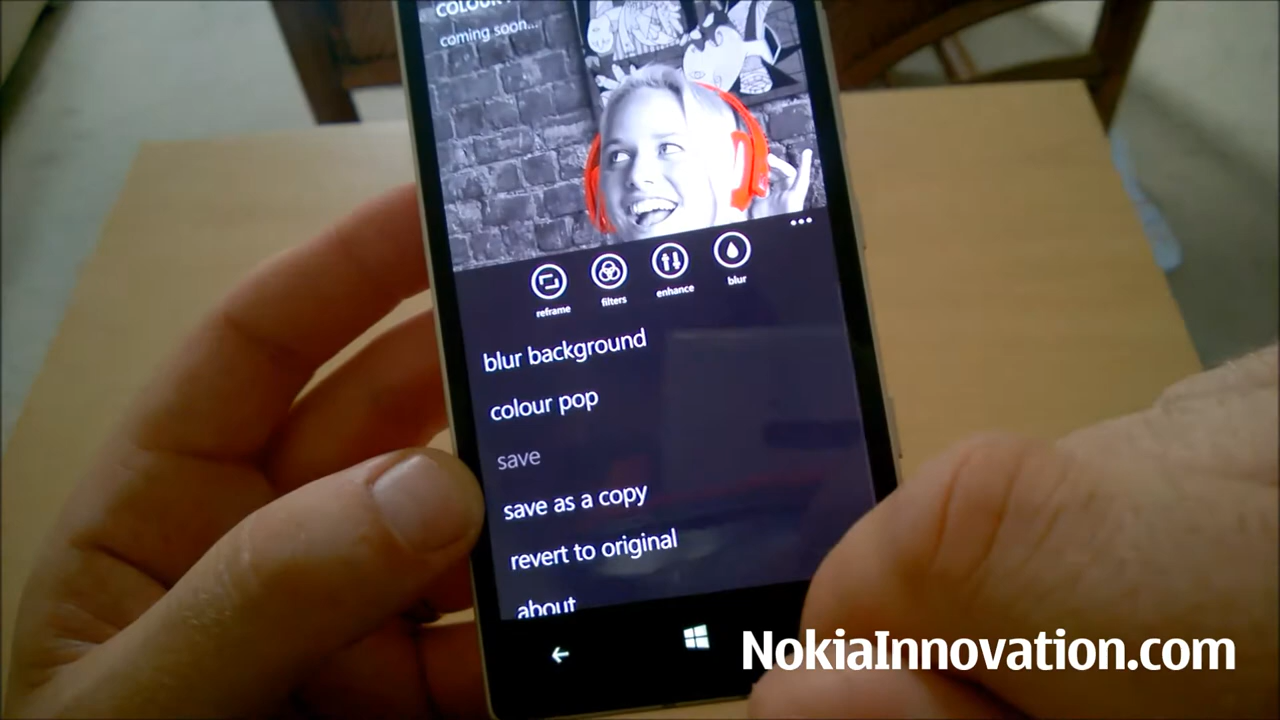 coming soon...
reframe
filters
enhance
blur
blur background
colour pop
save
save as a copy
revert to original
about
NokiaInnovation.com